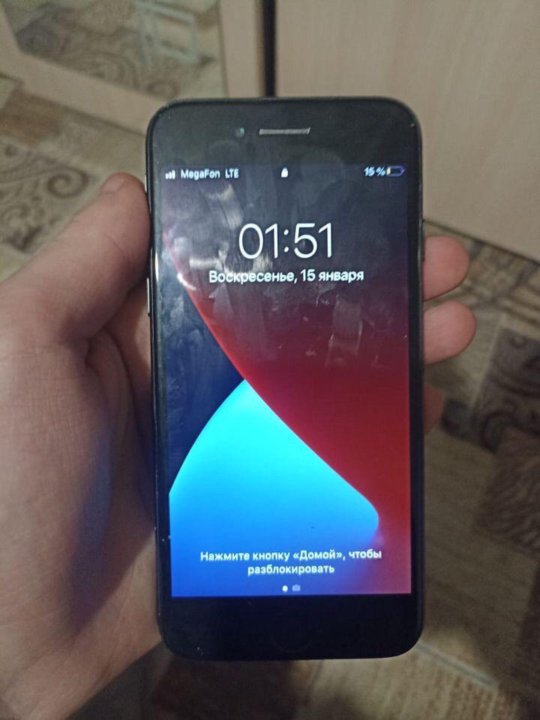 MegaFon LTE 15 %
01:51
Воскресенье, 15 января
Нажмите кнопку «Домой», чтобы
разблокировать